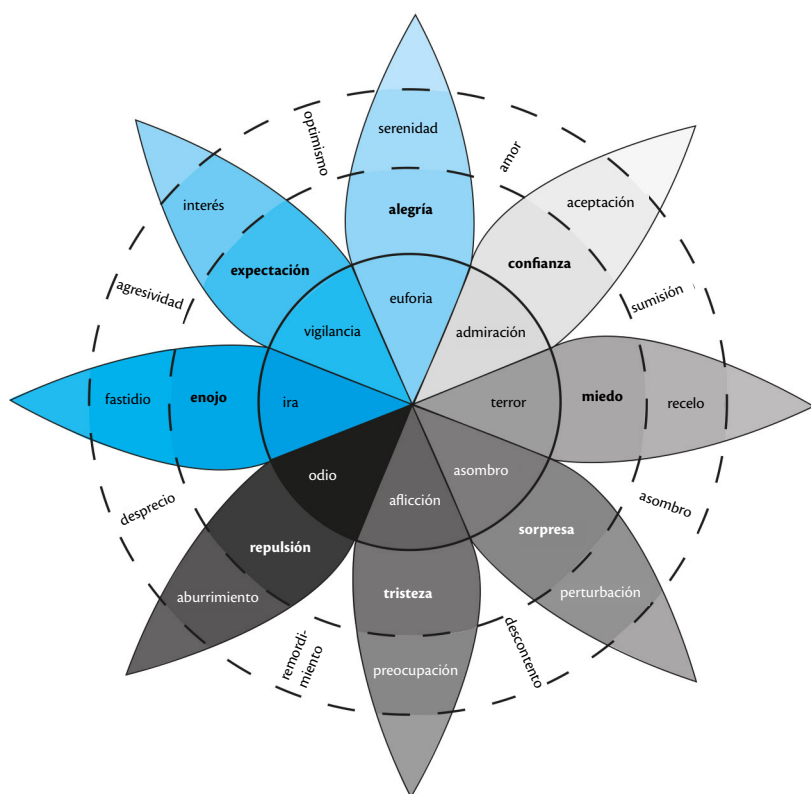 optimismo
serenidad
amor
interés
alegría
aceptación
expectación
confianza
agresividad
euforia
sumisión
vigilancia
admiración
fastidio
enojo
ira
terror
miedo
recelo
odio
asombro
desprecio
aflicción
asombro
repulsión
sorpresa
aburrimiento
tristeza
perturbación
remordi-
miento
preocupación
descontento